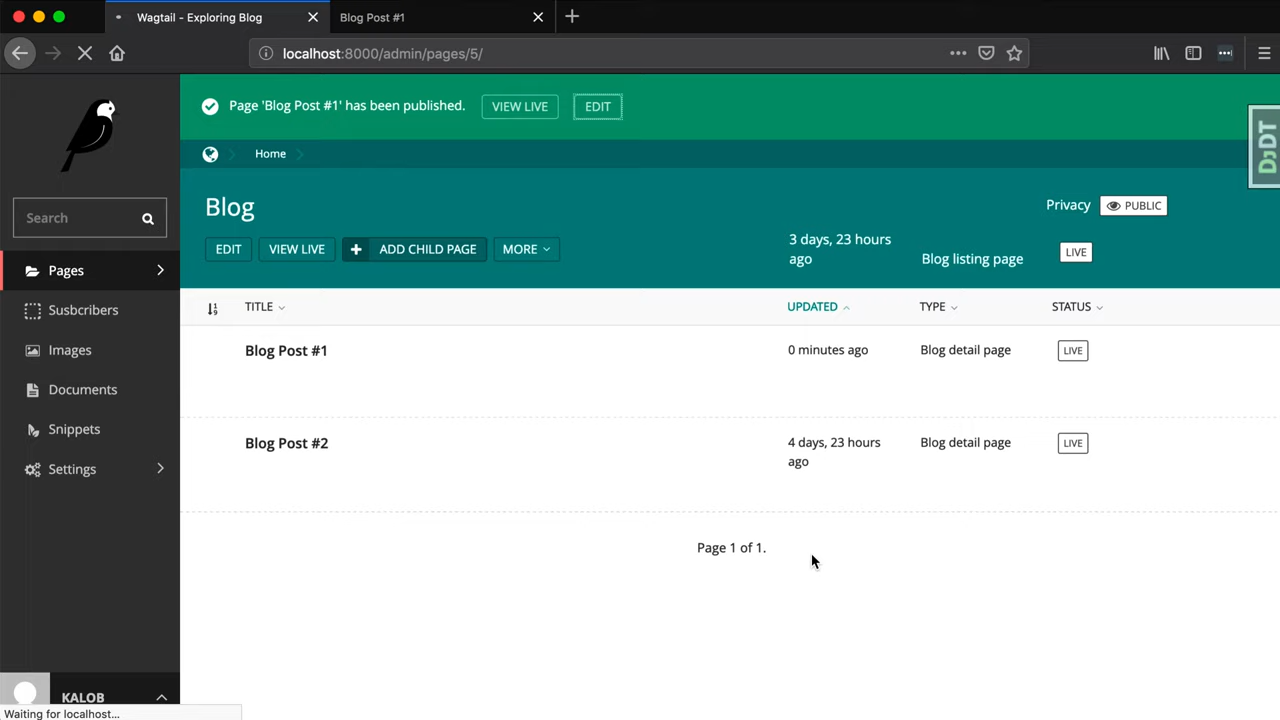 Wagtail - Exploring Blog
Blog Post #1
localhost:8000/admin/pages/5/
Page 'Blog Post #1' has been published. VIEW LIVE EDIT
DjDT
Home
Search
Blog
Privacy PUBLIC
EDIT VIEW LIVE ADD CHILD PAGE MORE
3 days, 23 hours
ago
Blog listing page
LIVE
Pages
Susbcribers
Images
Documents
Snippets
Settings
TITLE UPDATED TYPE STATUS
Blog Post #1 0 minutes ago Blog detail page LIVE
Blog Post #2 4 days, 23 hours
ago
Blog detail page LIVE
Page 1 of 1.
KALOB
Waiting for localhost...